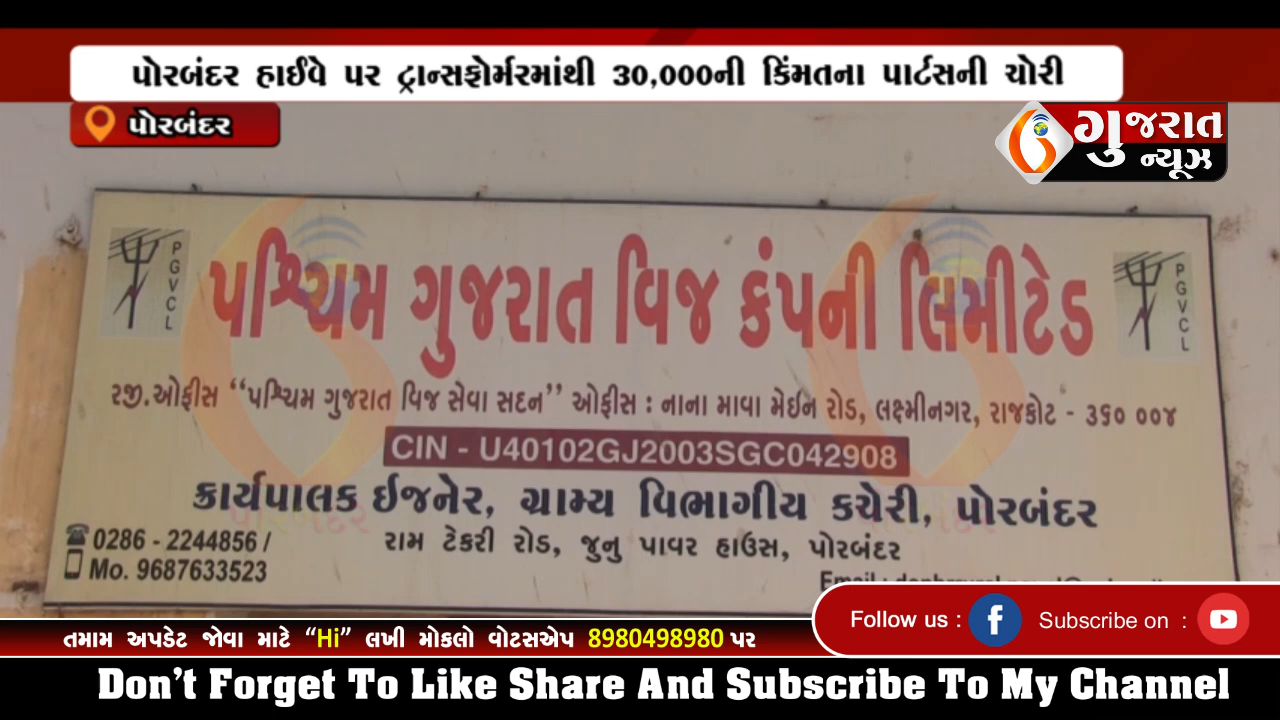 પોરબંદર હાઈવે પર ટ્રાન્સફોર્મરમાંથી 30,000ની કિંમતના પાર્ટસની ચોરી
પોરબંદર
ગુજરાત
ન્યૂઝ
PGVCL
પશ્ચિમ ગુજરાત વિજ કંપની લિમીટેડ
PGVCL
રજી.ઓફીસ “પશ્ચિમ ગુજરાત વિજ સેવા સદન” ઓફીસ : નાના માવા મેઈન રોડ, લક્ષ્મીનગર, રાજકોટ - ૩૬૦ ૦૦૪
CIN - U40102GJ2003SGC042908
કાર્યપાલક ઈજનેર, ગ્રામ્ય વિભાગીય કચેરી, પોરબંદર
0286 - 2244856 /
રામ ટેકરી રોડ, જુનુ પાવર હાઉસ, પોરબંદર
Mo. 9687633523
Follow us :
Subscribe on :
તમામ અપડેટ જોવા માટે “Hi” લખી મોકલો વોટસએપ 8980498980 પર
Don't Forget To Like Share And Subscribe To My Channel